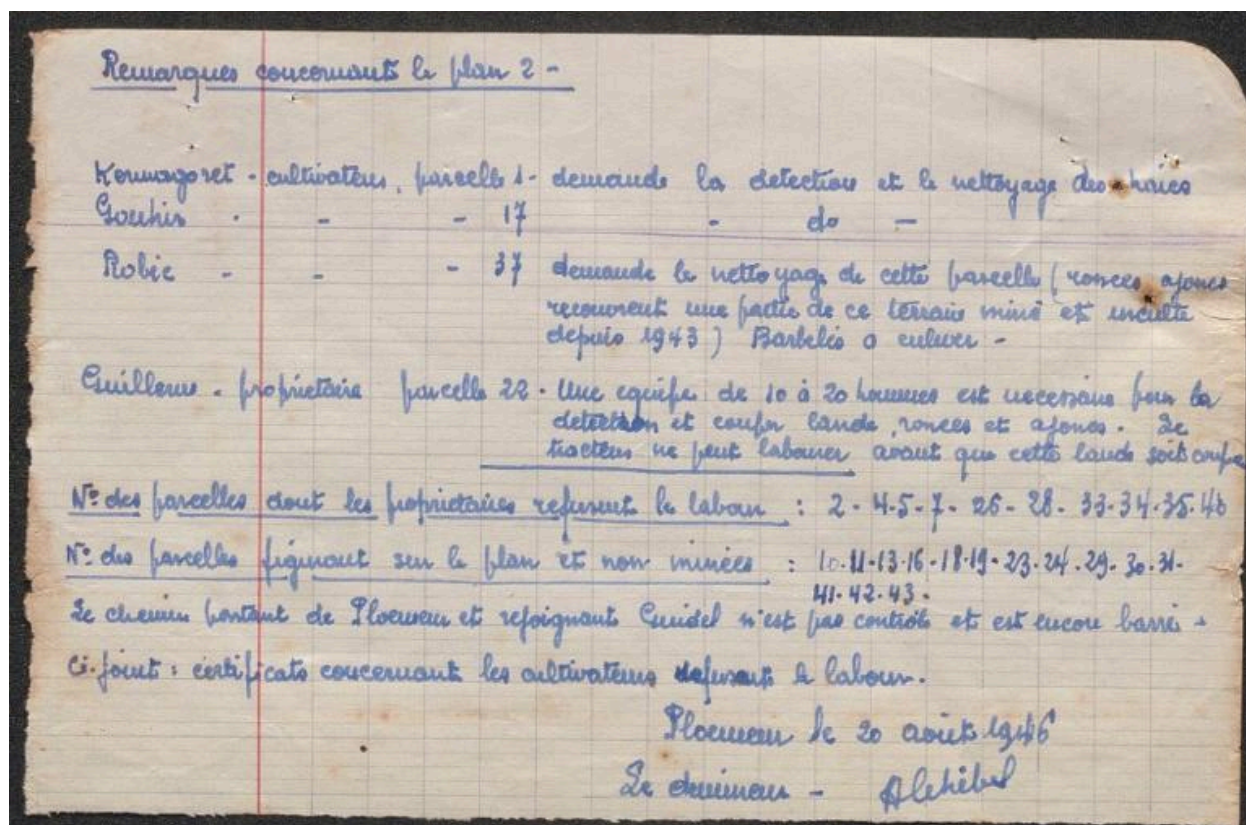 Remarques concernant le plan 2 -
Kermagoret - cultivateur, parcelle 1 - demande la detection et le nettoyage des haies
Gouhir - - - 17 - do -
Robic - - - 37 demande le nettoyage de cette parcelle (ronces ajoncs
recouvrent une partie de ce terrain miné et inculte
depuis 1943) Barbelés a enlever -
Guillerme - proprietaire parcelle 22 - Une equipe de 10 à 20 hommes est necessaire pour la
detection et couper lande, ronces et ajoncs. Le
tracteur ne peut labourer avant que cette lande soit coupée
Nos des parcelles dont les proprietaires refusent le labour : 2 - 4 - 5 - 7 - 26 - 28 - 33 - 34 - 35 - 40
Nos des parcelles figurant sur le plan et non minées : 10 - 11 - 13 - 16 - 18 - 19 - 23 - 24 - 29 - 30 - 31 -
41 - 42 - 43 -
Le chemin partant de Ploemeur et rejoignant Guidel n'est pas controlé et est encore barré -
Ci-joint : certificats concernant les cultivateurs refusant le labour.
Ploemeur le 20 août 1946
Le demineur -